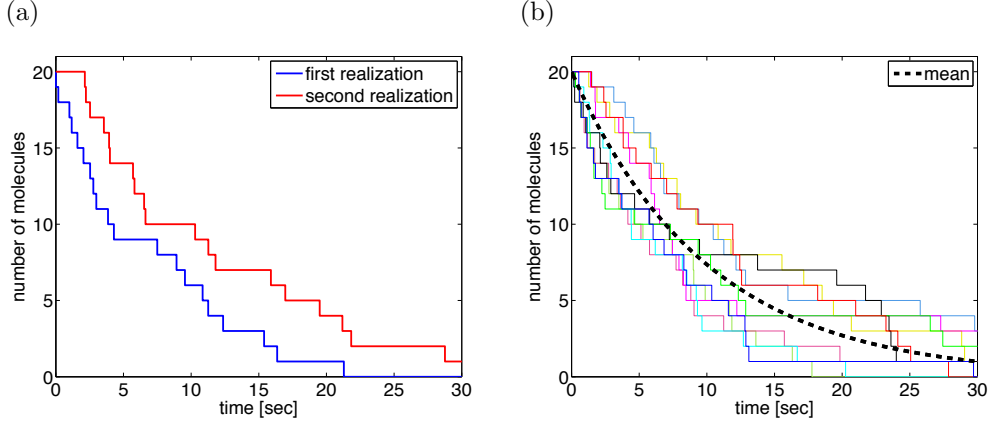 (a)
number of molecules
20
15
10
5
0
0 5 10 15 20 25 30
time [sec]
first realization
second realization
(b)
number of molecules
20
15
10
5
0
0 5 10 15 20 25 30
time [sec]
mean